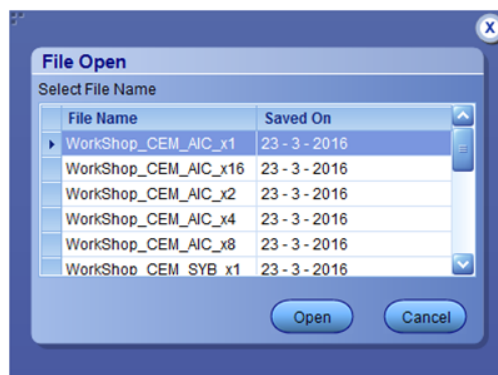 X
File Open
Select File Name
File Name Saved On
WorkShop_CEM_AIC_x1 23 - 3 - 2016
WorkShop_CEM_AIC_x16 23 - 3 - 2016
WorkShop_CEM_AIC_x2 23 - 3 - 2016
WorkShop_CEM_AIC_x4 23 - 3 - 2016
WorkShop_CEM_AIC_x8 23 - 3 - 2016
WorkShop_CEM_SYB_x1 23 - 3 - 2016
Open Cancel